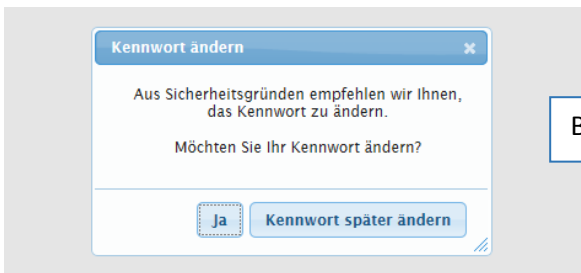 Kennwort ändern
Aus Sicherheitsgründen empfehlen wir Ihnen,
das Kennwort zu ändern.
Möchten Sie Ihr Kennwort ändern?
Ja
Kennwort später ändern